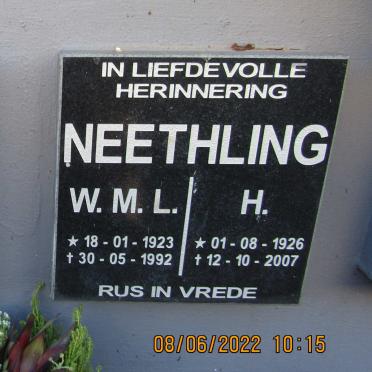 IN LIEFDEVOLLE
HERINNERING
NEETHLING
W. M. L.
★ 18 - 01 - 1923
† 30 - 05 - 1992
H.
★ 01 - 08 - 1926
† 12 - 10 - 2007
RUS IN VREDE
08/06/2022 10:15